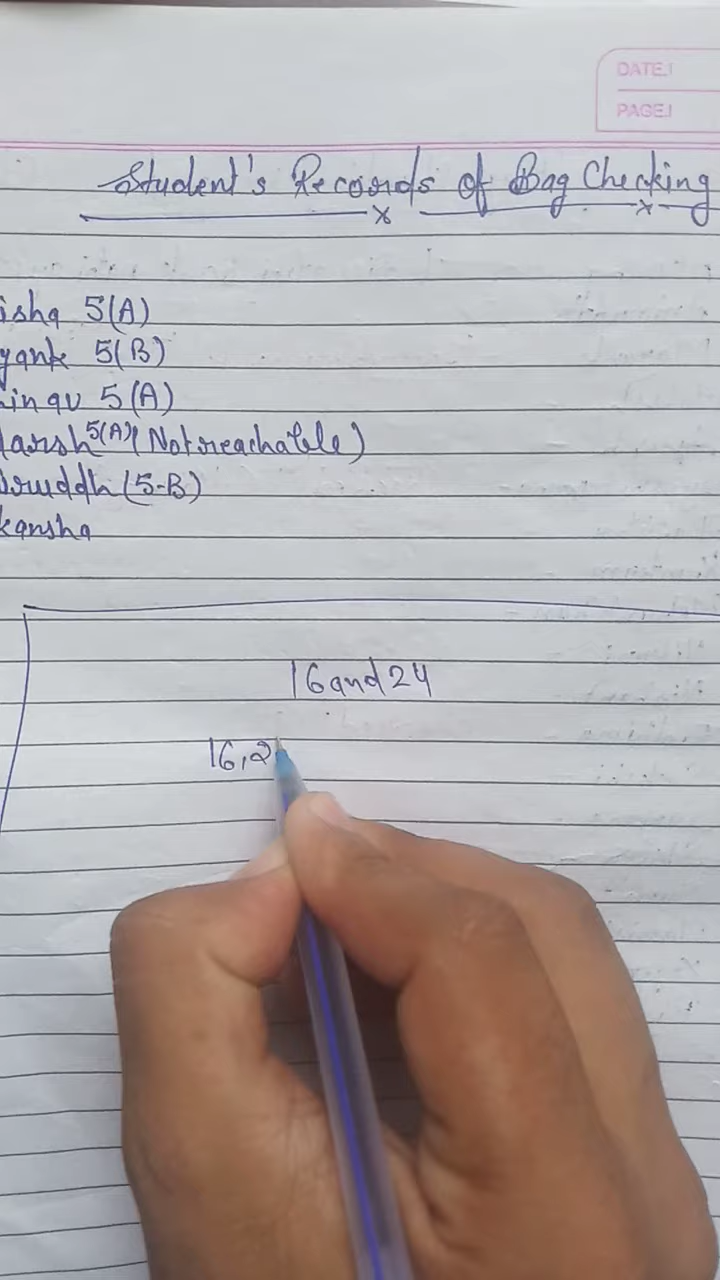 DATE:
PAGE:
Student's Records of Bag Checking
isha 5(A)
yank 5(B)
5(A)
arsh 5(A) (Not reachable)
ruddh (5-B)
kansha
16 and 24
16,2